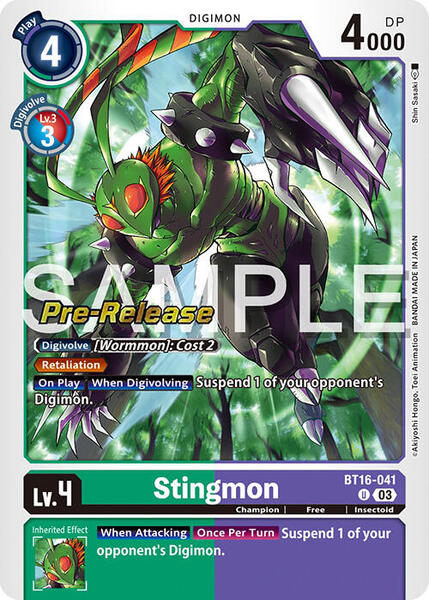 Play
4
DIGIMON
DP
4000
Digivolve
Lv.3
3
Shin Sasaki
SAMPLE
Pre-Release
Digivolve [Wormmon]: Cost 2
Retaliation
On Play When Digivolving Suspend 1 of your opponent's
Digimon.
©Akiyoshi Hongo, Toei Animation BANDAI MADE IN JAPAN
Lv.4
Stingmon
BT16-041
U 03
Champion | Free | Insectoid
Inherited Effect
When Attacking Once Per Turn Suspend 1 of your
opponent's Digimon.